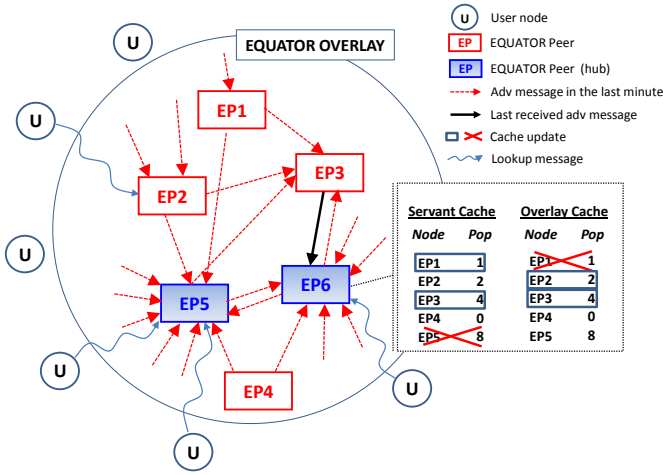 U
User node
U
EQUATOR OVERLAY
EP
EQUATOR Peer
EP
EQUATOR Peer (hub)
Adv message in the last minute
Last received adv message
Cache update
Lookup message
EP1
U
EP3
EP2
Servant Cache
Overlay Cache
Node Pop
Node Pop
EP1 1
EP1 1
EP2 2
EP2 2
EP3 4
EP3 4
EP4 0
EP4 0
EP5 8
EP5 8
U
EP6
EP5
U
EP4
U
U